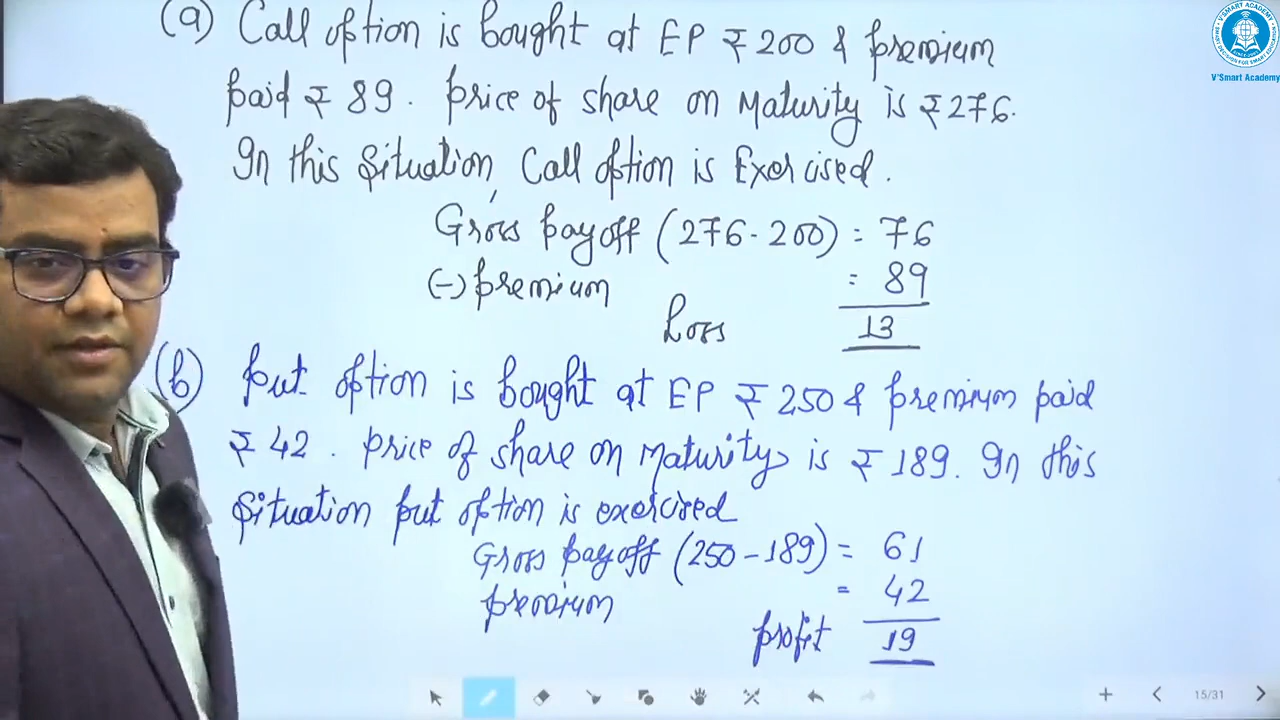 V'SMART ACADEMY
V'Smart Academy
(a) Call option is bought at EP ₹ 200 & premium
paid ₹ 89. Price of share on Maturity is ₹ 276.
In this Situation, Call option is Exercised.
Gross payoff (276-200) = 76
(-) premium = 89
Loss 13
(b) Put option is bought at EP ₹ 250 & premium paid
₹ 42. Price of share on Maturity is ₹ 189. In this
Situation put option is exercised
Gross payoff (250-189) = 61
premium = 42
profit 19
15/31